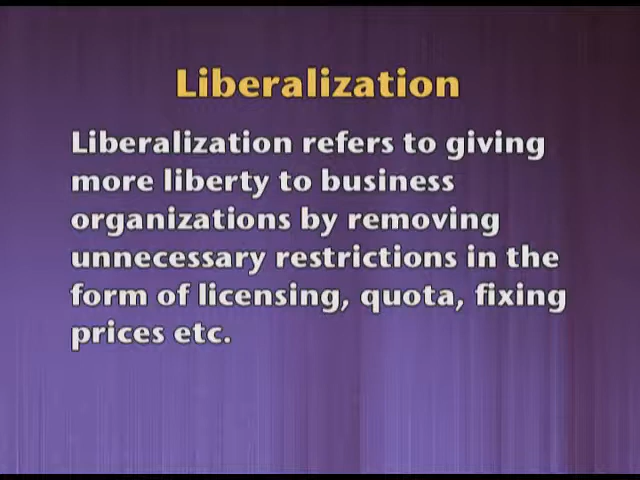 Liberalization
Liberalization refers to giving
more liberty to business
organizations by removing
unnecessary restrictions in the
form of licensing, quota, fixing
prices etc.